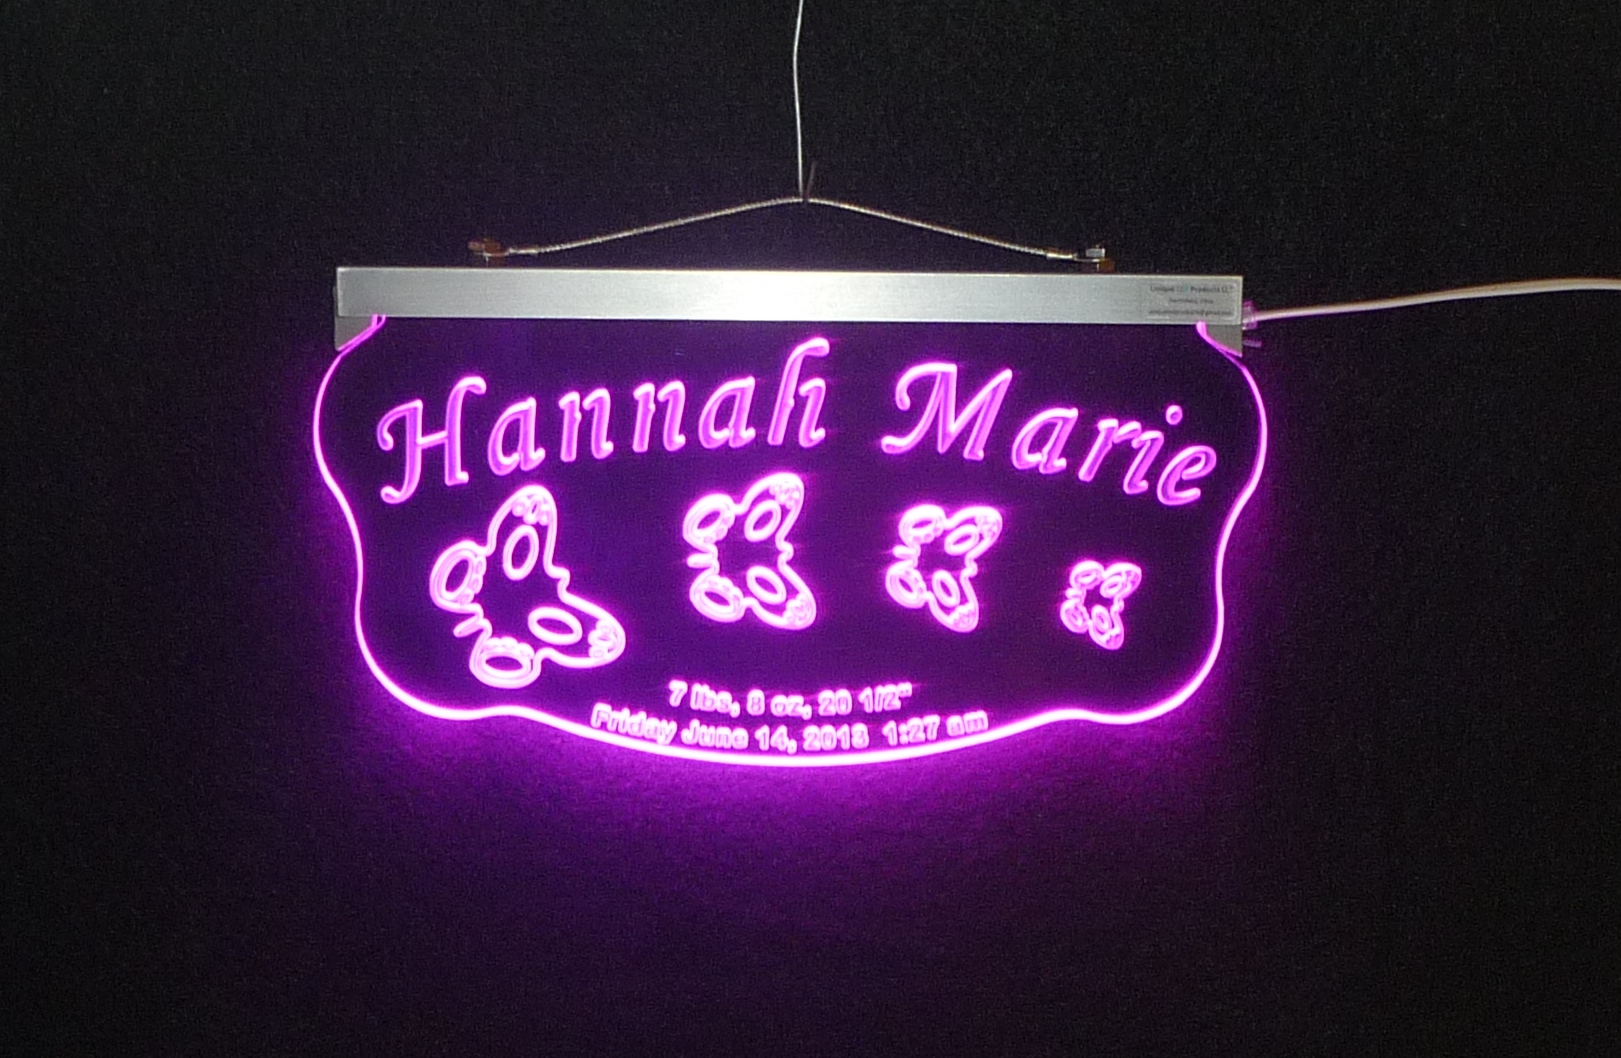 Hannah Marie
7 lbs, 8 oz, 20 1/2"
Friday June 14, 2013 1:27 am